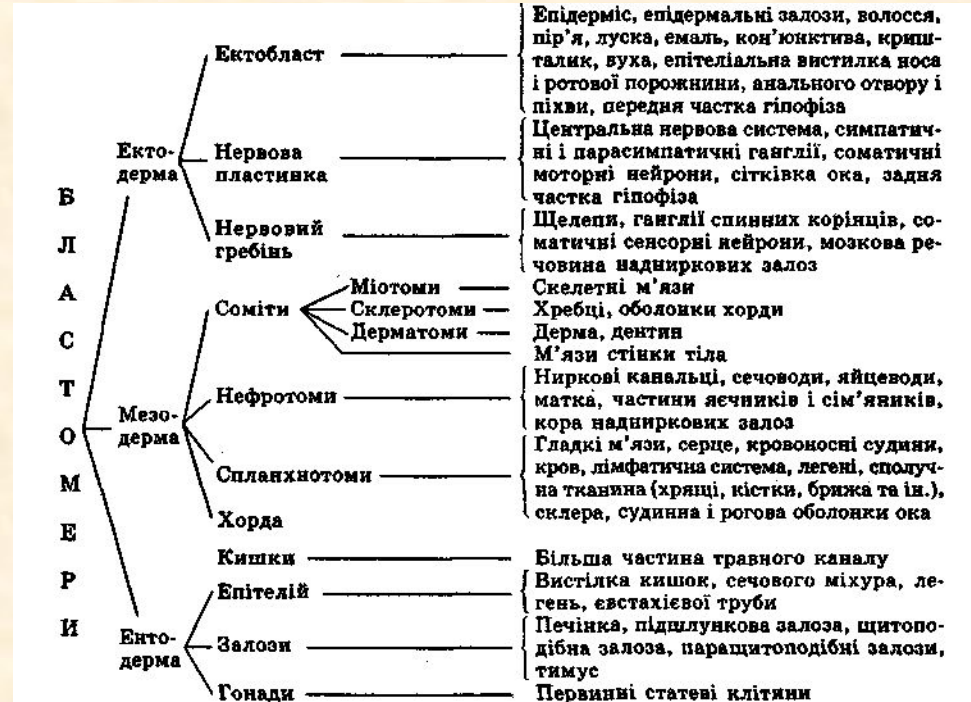 БЛАСТОМЕРИ
Екто-
дерма
Ектобласт
Епідерміс, епідермальні залози, волосся,
пір’я, луска, емаль, кон’юнктива, криш-
талик, вуха, епітеліальна вистилка носа
і ротової порожнини, анального отвору і
піхви, передня частка гіпофіза
Нервова
пластинка
Центральна нервова система, симпатич-
ні і парасимпатичні ганглії, соматичні
моторні нейрони, сітківка ока, задня
частка гіпофіза
Нервовий
гребінь
Щелепи, ганглії спинних корінців, со-
матичні сенсорні нейрони, мозкова ре-
човина надниркових залоз
Мезо-
дерма
Соміти
Міотоми
Скелетні м’язи
Склеротоми
Хребці, оболонки хорди
Дерматоми
Дерма, дентин
М’язи стінки тіла
Нефротоми
Ниркові канальці, сечоводи, яйцеводи,
матка, частини яєчників і сім’яників,
кора надниркових залоз
Спланхнотоми
Гладкі м’язи, серце, кровоносні судини,
кров, лімфатична система, легені, сполуч-
на тканина (хрящі, кістки, брижа та ін.),
склера, судинна і рогова оболонки ока
Хорда
Енто-
дерма
Кишки
Більша частина травного каналу
Епітелій
Вистілка кишок, сечового міхура, ле-
гень, євстахієвої труби
Залози
Печінка, підшлункова залоза, щитопо-
дібна залоза, паращитоподібні залози,
тимус
Гонади
Первинні статеві клітини